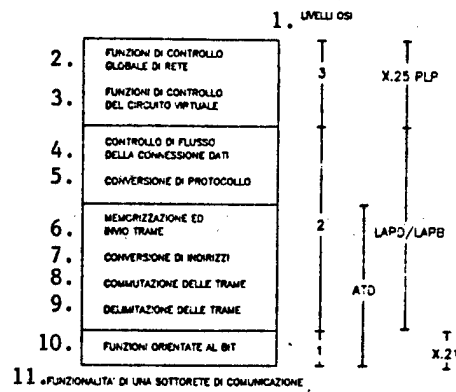 1. LIVELLI OSI
2. FUNZIONI DI CONTROLLO
GLOBALE DI RETE
3. FUNZIONI DI CONTROLLO
DEL CIRCUITO VIRTUALE
3
X.25 PLP
4. CONTROLLO DI FLUSSO
DELLA CONNESSIONE DATI
5. CONVERSIONE DI PROTOCOLLO
6. MEMORIZZAZIONE ED
INVIO TRAME
2
LAPD/LAPB
7. CONVERSIONE DI INDIRIZZI
8. COMMUTAZIONE DELLE TRAME
ATD
9. DELIMITAZIONE DELLE TRAME
10. FUNZIONI ORIENTATE AL BIT
1
X.21
11. FUNZIONALITA' DI UNA SOTTORETE DI COMUNICAZIONE